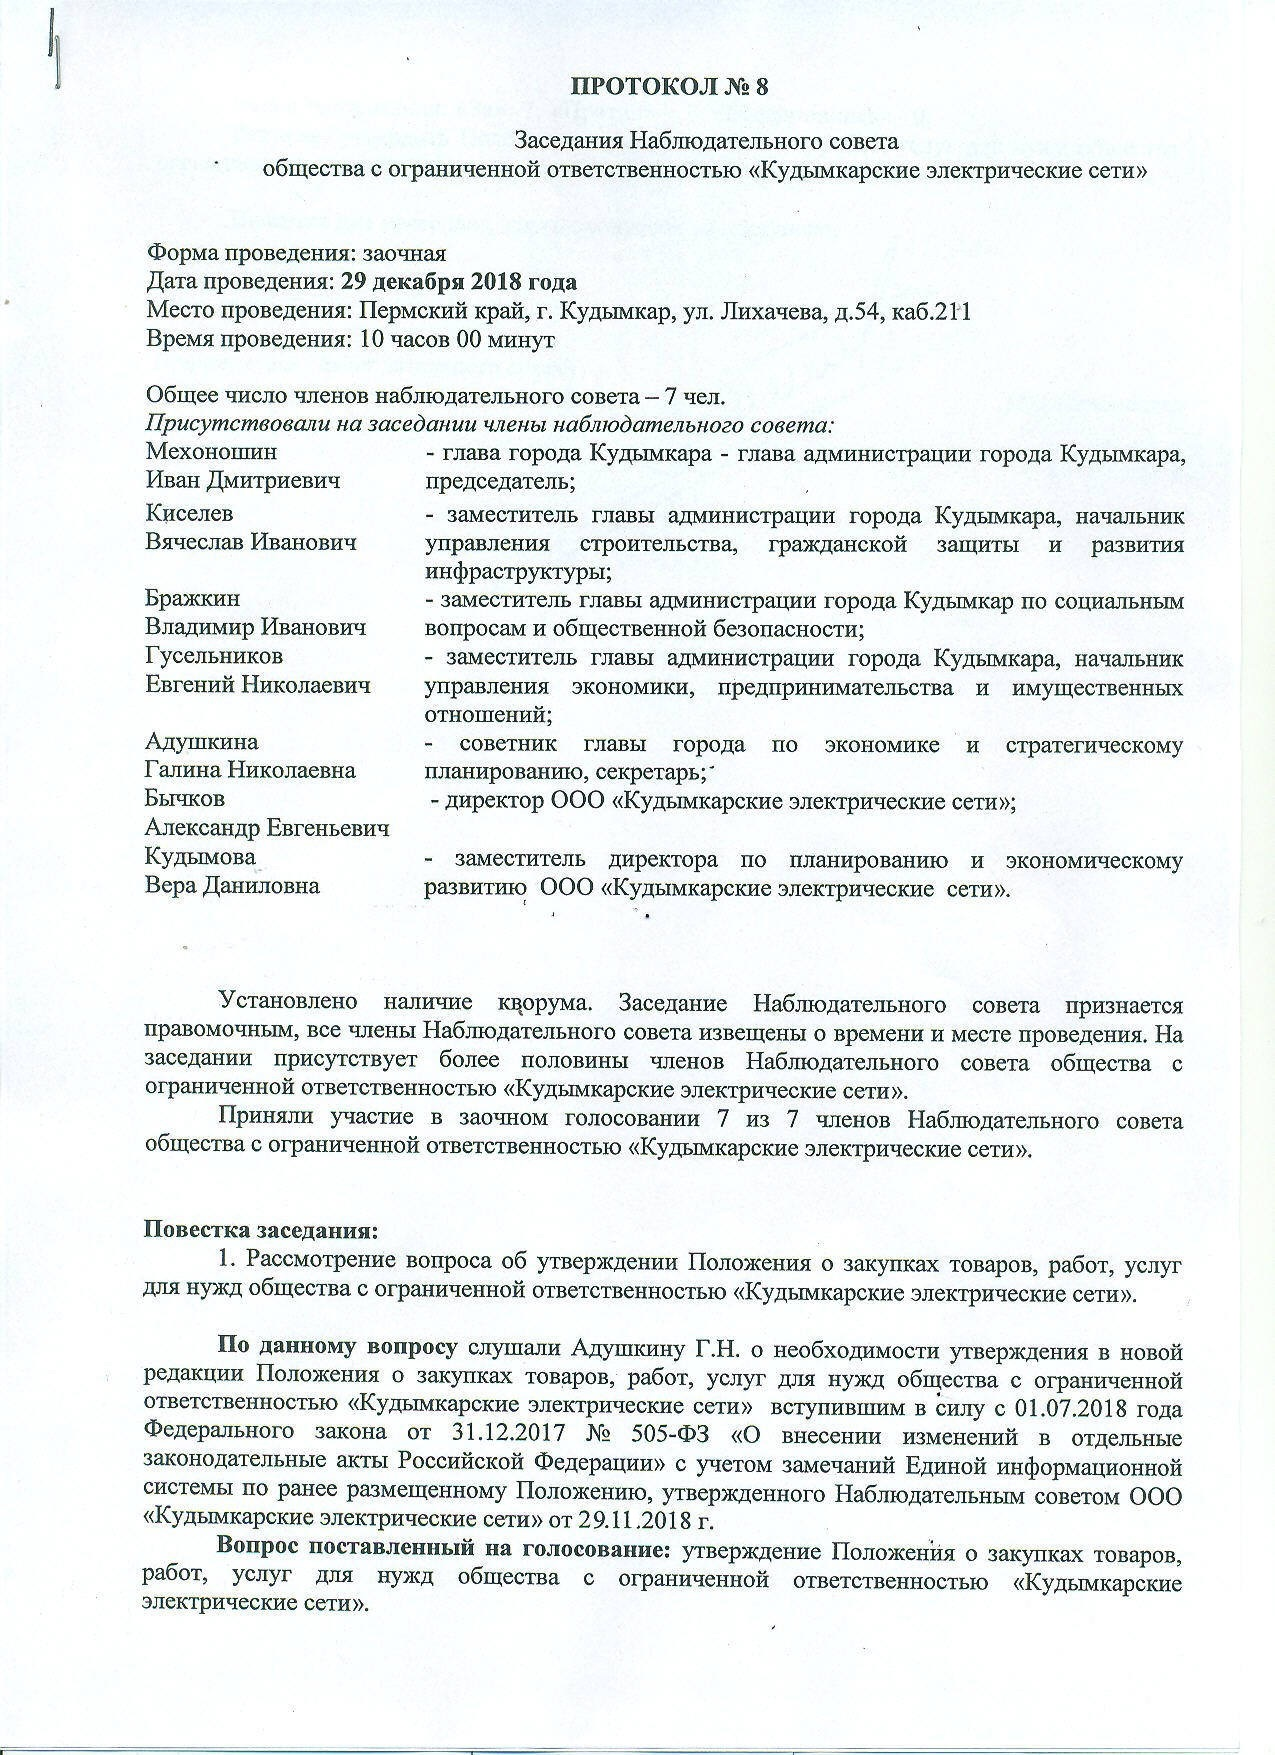 ПРОТОКОЛ № 8
Заседания Наблюдательного совета
общества с ограниченной ответственностью «Кудымкарские электрические сети»
Форма проведения: заочная
Дата проведения: 29 декабря 2018 года
Место проведения: Пермский край, г. Кудымкар, ул. Лихачева, д.54, каб.211
Время проведения: 10 часов 00 минут
Общее число членов наблюдательного совета – 7 чел.
Присутствовали на заседании члены наблюдательного совета:
Мехоношин - глава города Кудымкара - глава администрации города Кудымкара,
Иван Дмитриевич председатель;
Киселев - заместитель главы администрации города Кудымкара, начальник
Вячеслав Иванович управления строительства, гражданской защиты и развития
инфраструктуры;
Бражкин - заместитель главы администрации города Кудымкар по социальным
Владимир Иванович вопросам и общественной безопасности;
Гусельников - заместитель главы администрации города Кудымкара, начальник
Евгений Николаевич управления экономики, предпринимательства и имущественных
отношений;
Адушкина - советник главы города по экономике и стратегическому
Галина Николаевна планированию, секретарь;
Бычков - директор ООО «Кудымкарские электрические сети»;
Александр Евгеньевич
Кудымова - заместитель директора по планированию и экономическому
Вера Даниловна развитию ООО «Кудымкарские электрические сети».
Установлено наличие кворума. Заседание Наблюдательного совета признается
правомочным, все члены Наблюдательного совета извещены о времени и месте проведения. На
заседании присутствует более половины членов Наблюдательного совета общества с
ограниченной ответственностью «Кудымкарские электрические сети».
Приняли участие в заочном голосовании 7 из 7 членов Наблюдательного совета
общества с ограниченной ответственностью «Кудымкарские электрические сети».
Повестка заседания:
1. Рассмотрение вопроса об утверждении Положения о закупках товаров, работ, услуг
для нужд общества с ограниченной ответственностью «Кудымкарские электрические сети».
По данному вопросу слушали Адушкину Г.Н. о необходимости утверждения в новой
редакции Положения о закупках товаров, работ, услуг для нужд общества с ограниченной
ответственностью «Кудымкарские электрические сети» вступившим в силу с 01.07.2018 года
Федерального закона от 31.12.2017 № 505-ФЗ «О внесении изменений в отдельные
законодательные акты Российской Федерации» с учетом замечаний Единой информационной
системы по ранее размещенному Положению, утвержденного Наблюдательным советом ООО
«Кудымкарские электрические сети» от 29.11.2018 г.
Вопрос поставленный на голосование: утверждение Положения о закупках товаров,
работ, услуг для нужд общества с ограниченной ответственностью «Кудымкарские
электрические сети».